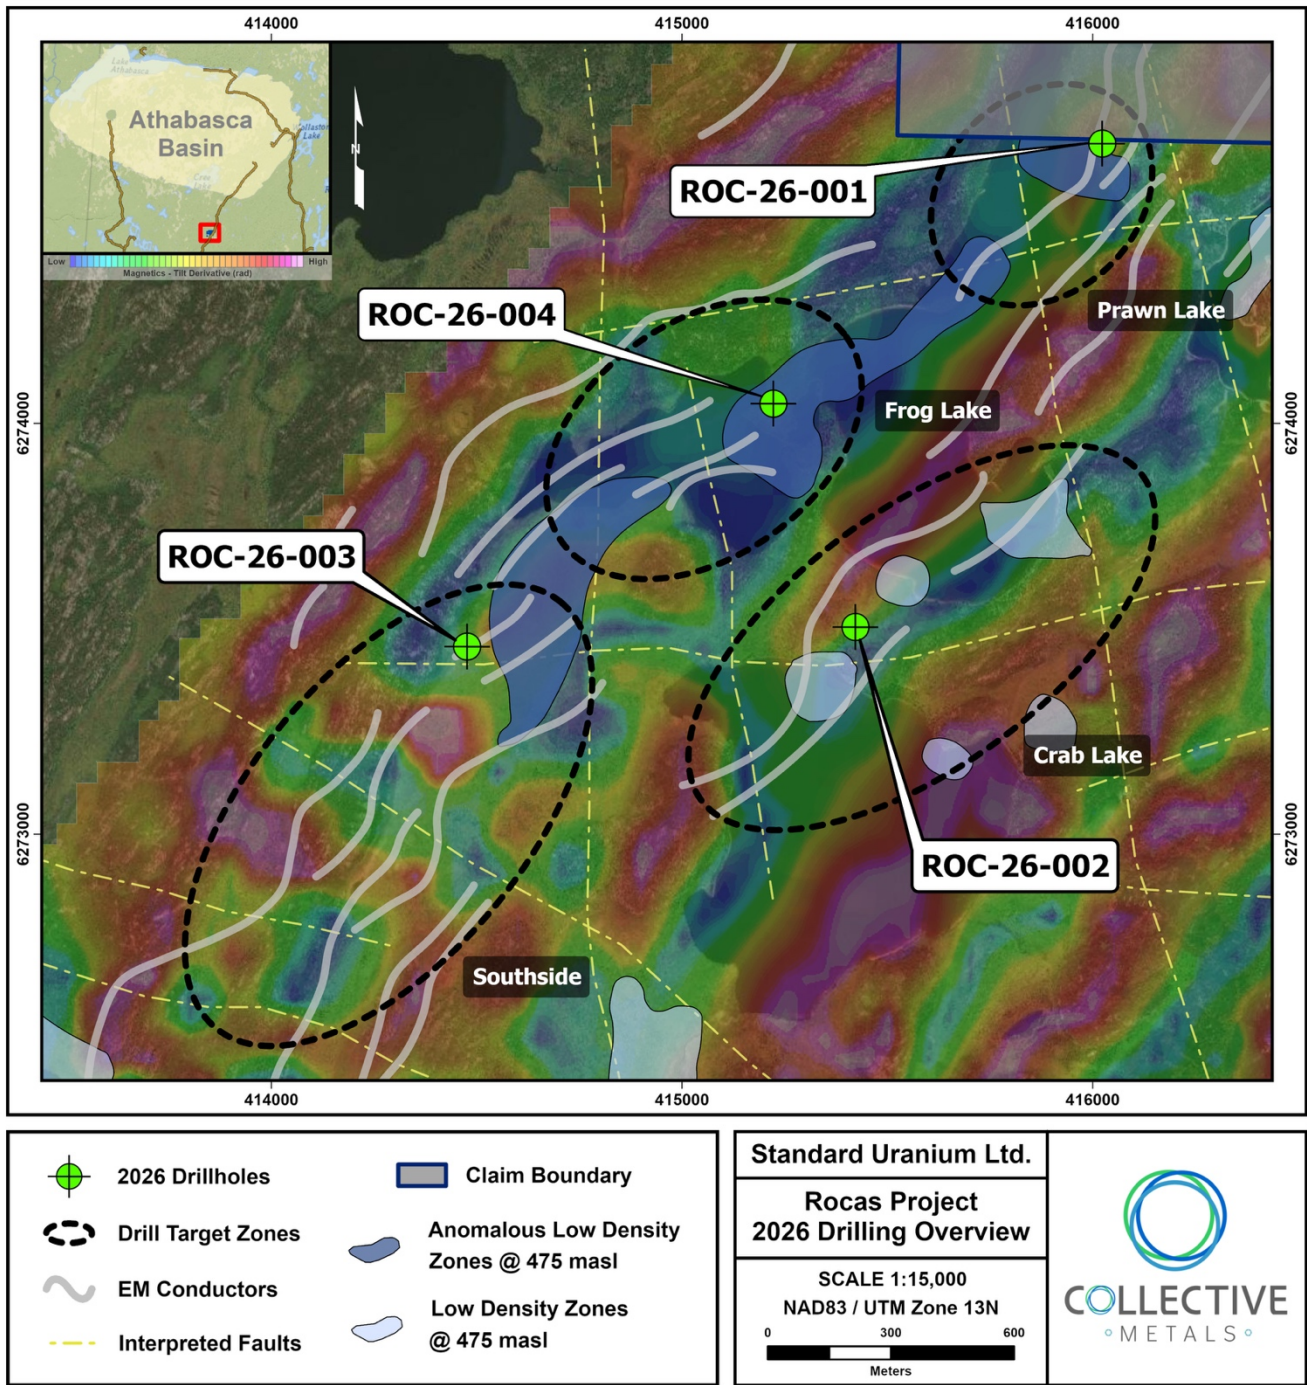 414000
415000
416000
Lake
Athabasca
Athabasca
Basin
Cree
Lake
Low
High
Magnetics - Tilt Derivative (rad)
N
ROC-26-001
Prawn Lake
ROC-26-004
Frog Lake
6274000
6274000
ROC-26-003
Crab Lake
6273000
6273000
ROC-26-002
Southside
414000
415000
416000
2026 Drillholes
Drill Target Zones
EM Conductors
Interpreted Faults
Claim Boundary
Anomalous Low Density
Zones @ 475 masl
Low Density Zones
@ 475 masl
Standard Uranium Ltd.
Rocas Project
2026 Drilling Overview
SCALE 1:15,000
NAD83 / UTM Zone 13N
0 300 600
Meters
COLLECTIVE
METALS